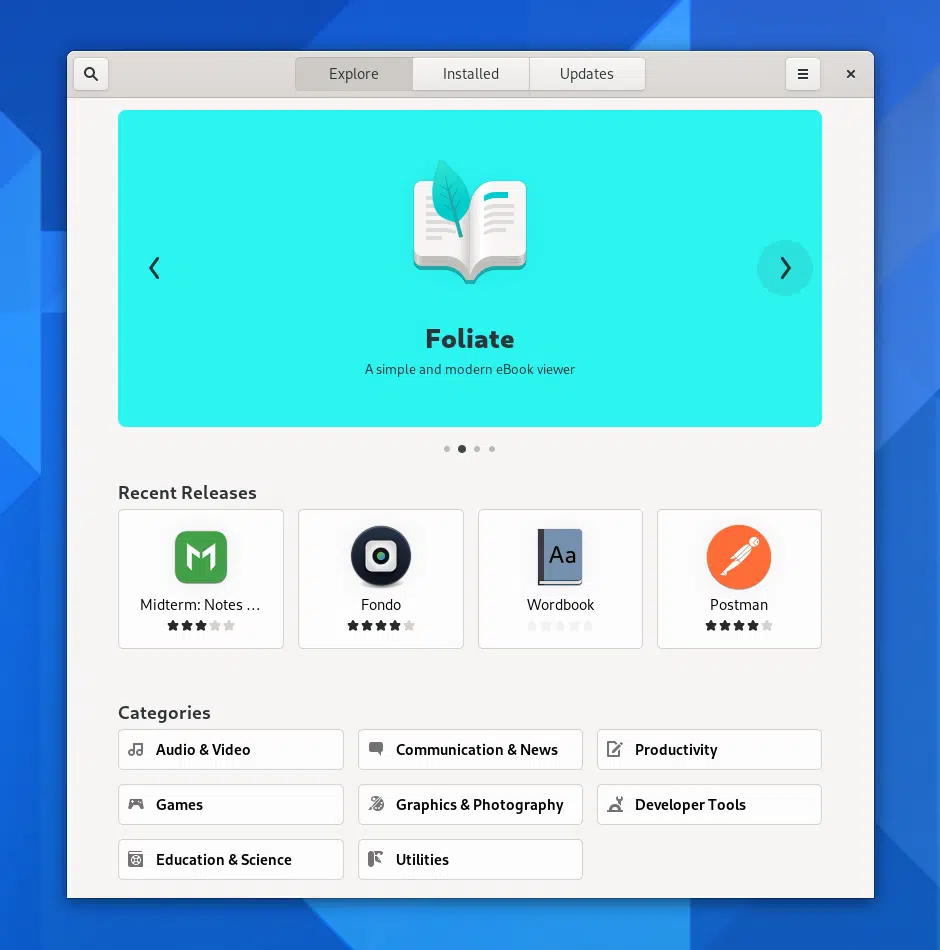 Explore Installed Updates
Foliate
A simple and modern eBook viewer
Recent Releases
Midterm: Notes … Fondo Wordbook Postman
Aa
Categories
Audio & Video Communication & News Productivity
Games Graphics & Photography Developer Tools
Education & Science Utilities